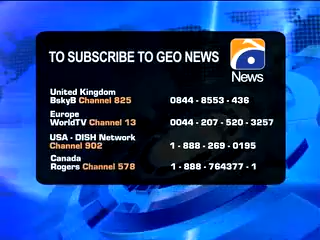 TO SUBSCRIBE TO GEO NEWS
News
United Kingdom
BskyB Channel 825 0844 - 8553 - 436
Europe
WorldTV Channel 13 0044 - 207 - 520 - 3257
USA - DISH Network
Channel 902 1 - 888 - 269 - 0195
Canada
Rogers Channel 578 1 - 888 - 764377 - 1